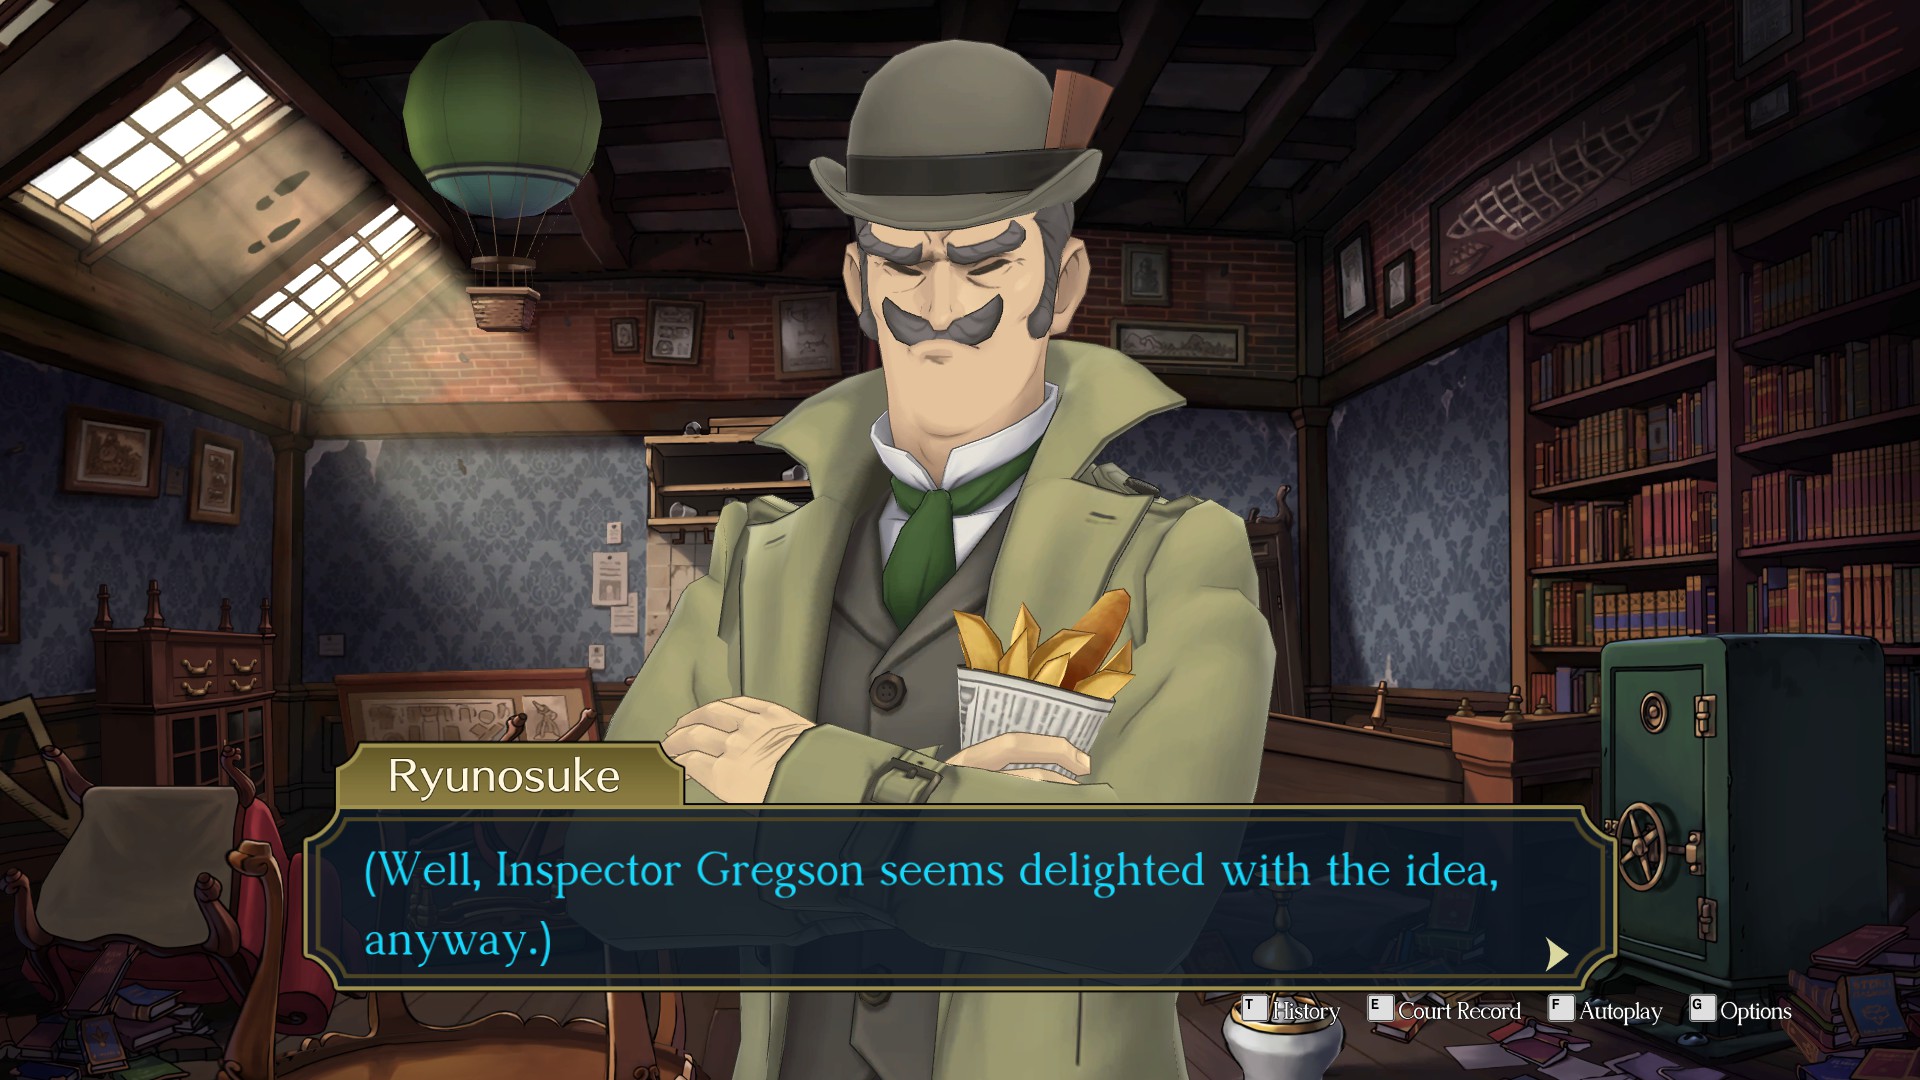 Ryunosuke
(Well, Inspector Gregson seems delighted with the idea,
anyway.)
T History E Court Record F Autoplay G Options